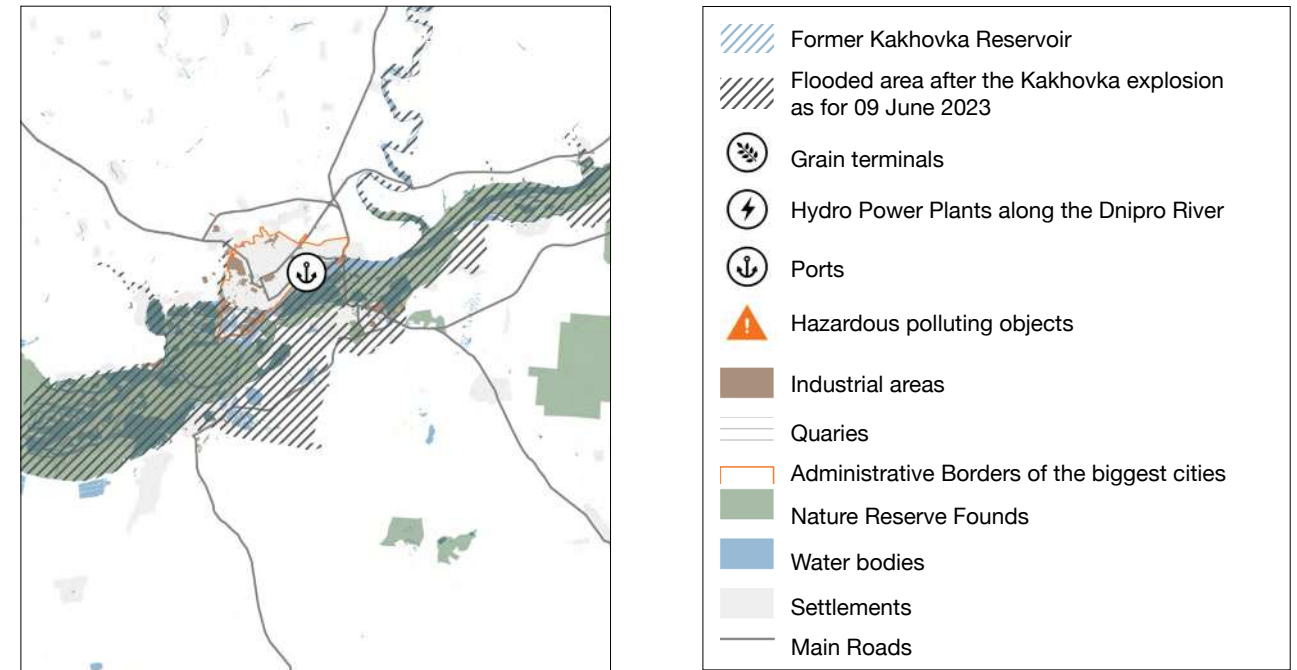 Former Kakhovka Reservoir
Flooded area after the Kakhovka explosion
as for 09 June 2023
Grain terminals
Hydro Power Plants along the Dnipro River
Ports
Hazardous polluting objects
Industrial areas
Quaries
Administrative Borders of the biggest cities
Nature Reserve Founds
Water bodies
Settlements
Main Roads